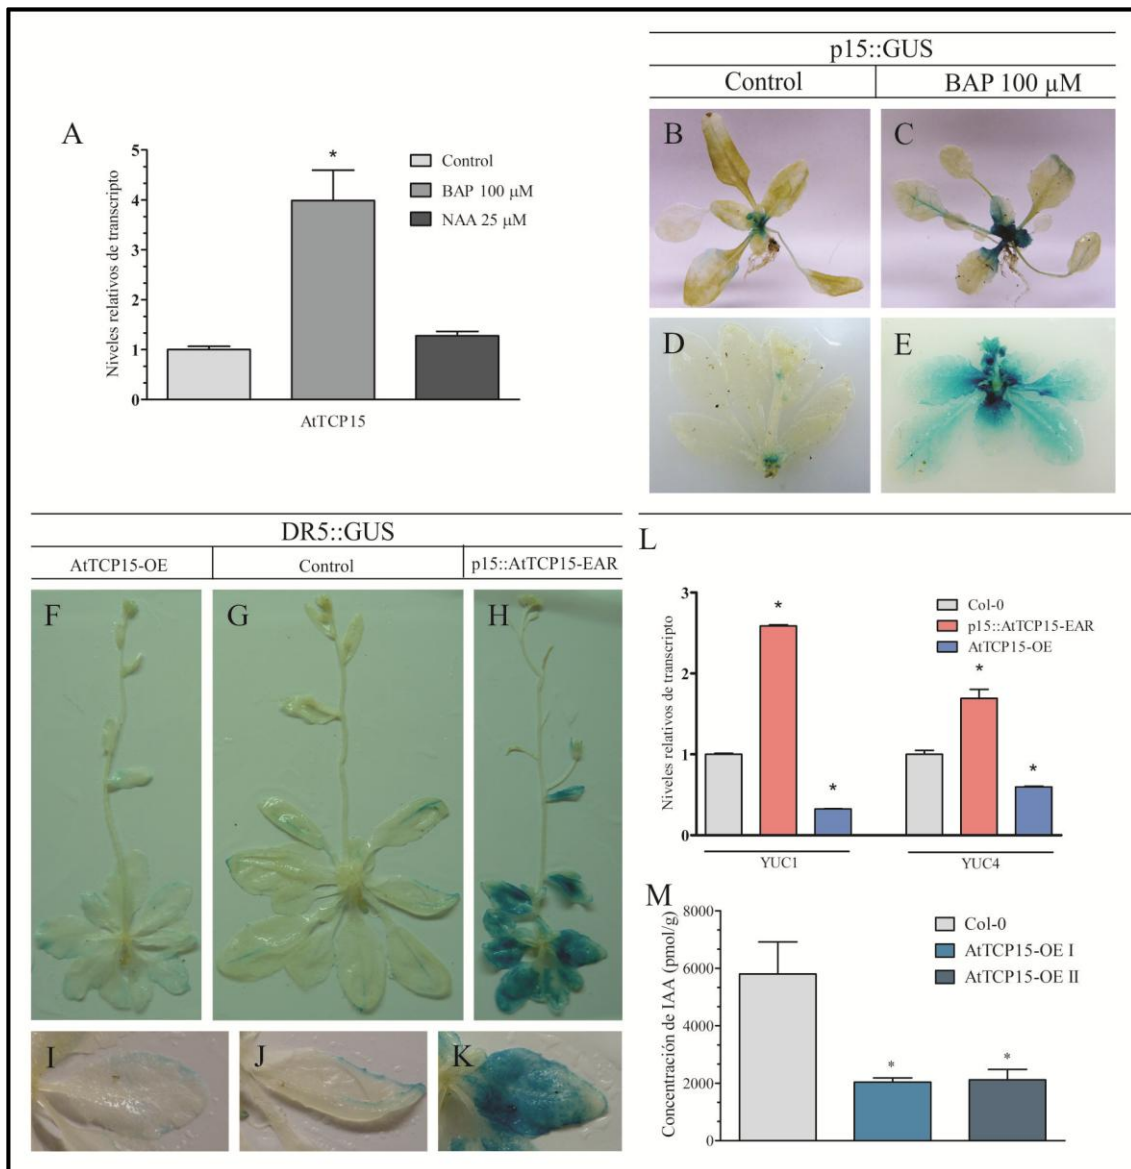 A
Niveles relativos de transcripto
5
4
3
2
1
0
*
Control
BAP 100 μM
NAA 25 μM
AtTCP15
p15::GUS
Control BAP 100 μM
B C
D E
DR5::GUS
AtTCP15-OE Control p15::AtTCP15-EAR
F G H
I J K
L
Niveles relativos de transcripto
3
2
1
0
* * * *
Col-0
p15::AtTCP15-EAR
AtTCP15-OE
YUC1 YUC4
M
Concentración de IAA (pmol/g)
8000
6000
4000
2000
0
* *
Col-0
AtTCP15-OE I
AtTCP15-OE II